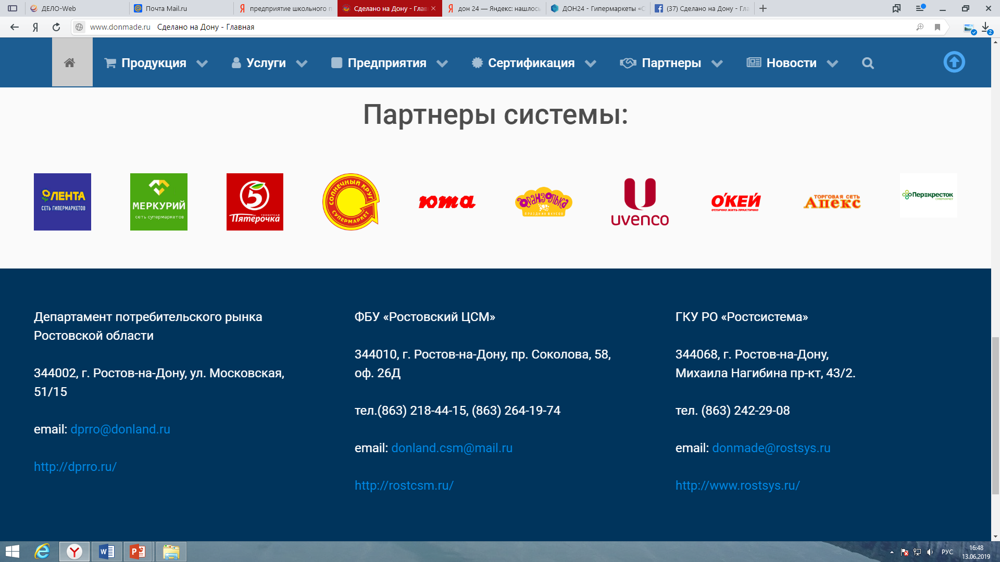 ДЕЛО-Web
Почта Mail.ru
предприятие школьного п
Сделано на Дону - Глав
дон 24 — Яндекс: нашлось
ДОН24 - Гипермаркеты «О
(37) Сделано на Дону - Гла
www.donmade.ru Сделано на Дону - Главная
2
Продукция
Услуги
Предприятия
Сертификация
Партнеры
Новости
Партнеры системы:
ЛЕНТА
СЕТЬ ГИПЕРМАРКЕТОВ
МЕРКУРИЙ
сеть супермаркетов
5
УНИВЕРСАМ
Пятёрочка
СОЛНЕЧНЫЙ КРУГ
СУПЕРМАРКЕТ
юта
Оранзолька
ПРАЗДНИК ВКУСОВ
uvenco
О'КЕЙ
ОТЛИЧНО ЖИТЬ ПРАКТИЧНО
ТОРГОВАЯ СЕТЬ
Апекс
Перекресток
СУПЕРМАРКЕТ
Департамент потребительского рынка
Ростовской области
344002, г. Ростов-на-Дону, ул. Московская,
51/15
email: dprro@donland.ru
http://dprro.ru/
ФБУ «Ростовский ЦСМ»
344010, г. Ростов-на-Дону, пр. Соколова, 58,
оф. 26Д
тел.(863) 218-44-15, (863) 264-19-74
email: donland.csm@mail.ru
http://rostcsm.ru/
ГКУ РО «Ростсистема»
344068, г. Ростов-на-Дону,
Михаила Нагибина пр-кт, 43/2.
тел. (863) 242-29-08
email: donmade@rostsys.ru
http://www.rostsys.ru/
РУС
16:48
13.06.2019